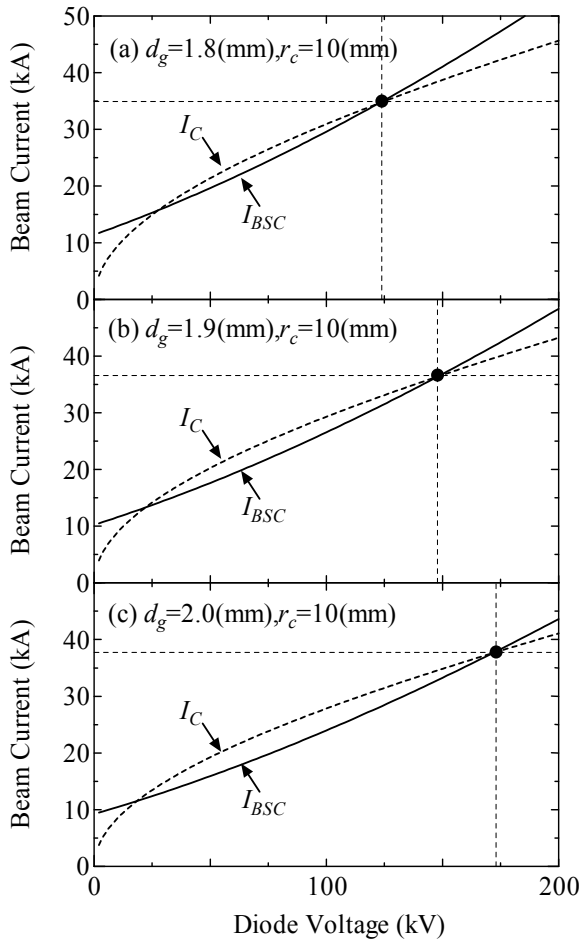 50
(a) d_g=1.8(mm),r_c=10(mm)
40
30
I_C
20
I_BSC
10
0
Beam Current (kA)
(b) d_g=1.9(mm),r_c=10(mm)
40
30
I_C
20
I_BSC
10
0
Beam Current (kA)
(c) d_g=2.0(mm),r_c=10(mm)
40
30
I_C
20
I_BSC
10
0
Beam Current (kA)
0 100 200
Diode Voltage (kV)